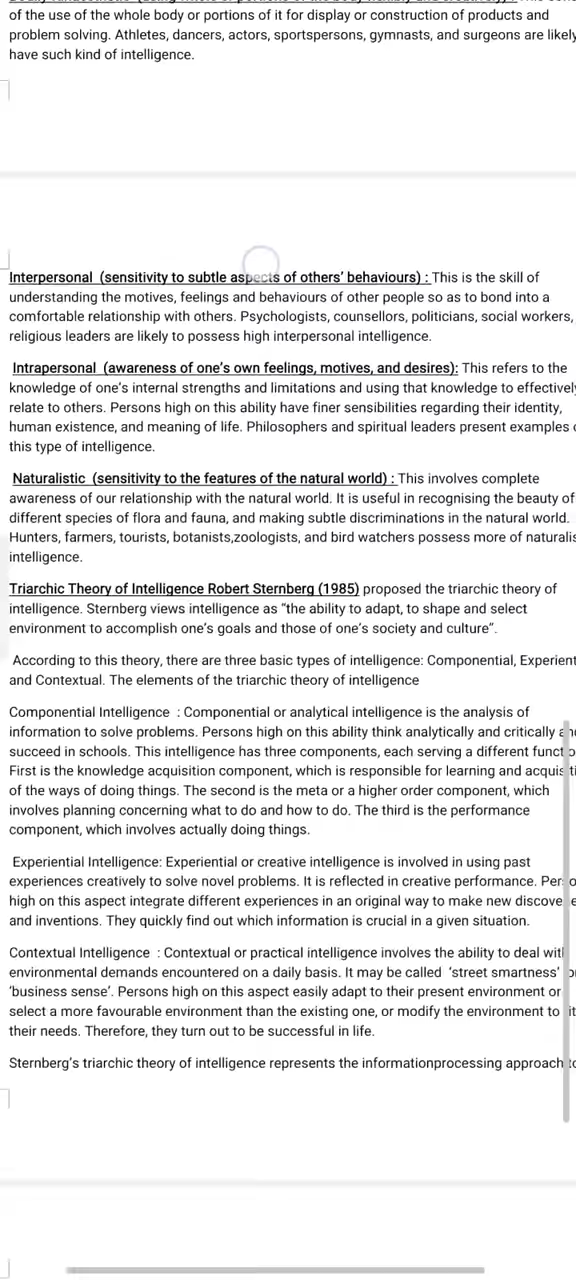 of the use of the whole body or portions of it for display or construction of products and
problem solving. Athletes, dancers, actors, sportspersons, gymnasts, and surgeons are likely
have such kind of intelligence.
Interpersonal (sensitivity to subtle aspects of others' behaviours) : This is the skill of
understanding the motives, feelings and behaviours of other people so as to bond into a
comfortable relationship with others. Psychologists, counsellors, politicians, social workers,
religious leaders are likely to possess high interpersonal intelligence.
Intrapersonal (awareness of one's own feelings, motives, and desires): This refers to the
knowledge of one's internal strengths and limitations and using that knowledge to effectively
relate to others. Persons high on this ability have finer sensibilities regarding their identity,
human existence, and meaning of life. Philosophers and spiritual leaders present examples
this type of intelligence.
Naturalistic (sensitivity to the features of the natural world) : This involves complete
awareness of our relationship with the natural world. It is useful in recognising the beauty of
different species of flora and fauna, and making subtle discriminations in the natural world.
Hunters, farmers, tourists, botanists,zoologists, and bird watchers possess more of naturalis
intelligence.
Triarchic Theory of Intelligence Robert Sternberg (1985) proposed the triarchic theory of
intelligence. Sternberg views intelligence as "the ability to adapt, to shape and select
environment to accomplish one's goals and those of one's society and culture".
According to this theory, there are three basic types of intelligence: Componential, Experient
and Contextual. The elements of the triarchic theory of intelligence
Componential Intelligence : Componential or analytical intelligence is the analysis of
information to solve problems. Persons high on this ability think analytically and critically and
succeed in schools. This intelligence has three components, each serving a different functio
First is the knowledge acquisition component, which is responsible for learning and acquisiti
of the ways of doing things. The second is the meta or a higher order component, which
involves planning concerning what to do and how to do. The third is the performance
component, which involves actually doing things.
Experiential Intelligence: Experiential or creative intelligence is involved in using past
experiences creatively to solve novel problems. It is reflected in creative performance. Perso
high on this aspect integrate different experiences in an original way to make new discove
and inventions. They quickly find out which information is crucial in a given situation.
Contextual Intelligence : Contextual or practical intelligence involves the ability to deal with
environmental demands encountered on a daily basis. It may be called 'street smartness' or
'business sense'. Persons high on this aspect easily adapt to their present environment or
select a more favourable environment than the existing one, or modify the environment to fit
their needs. Therefore, they turn out to be successful in life.
Sternberg's triarchic theory of intelligence represents the informationprocessing approach to